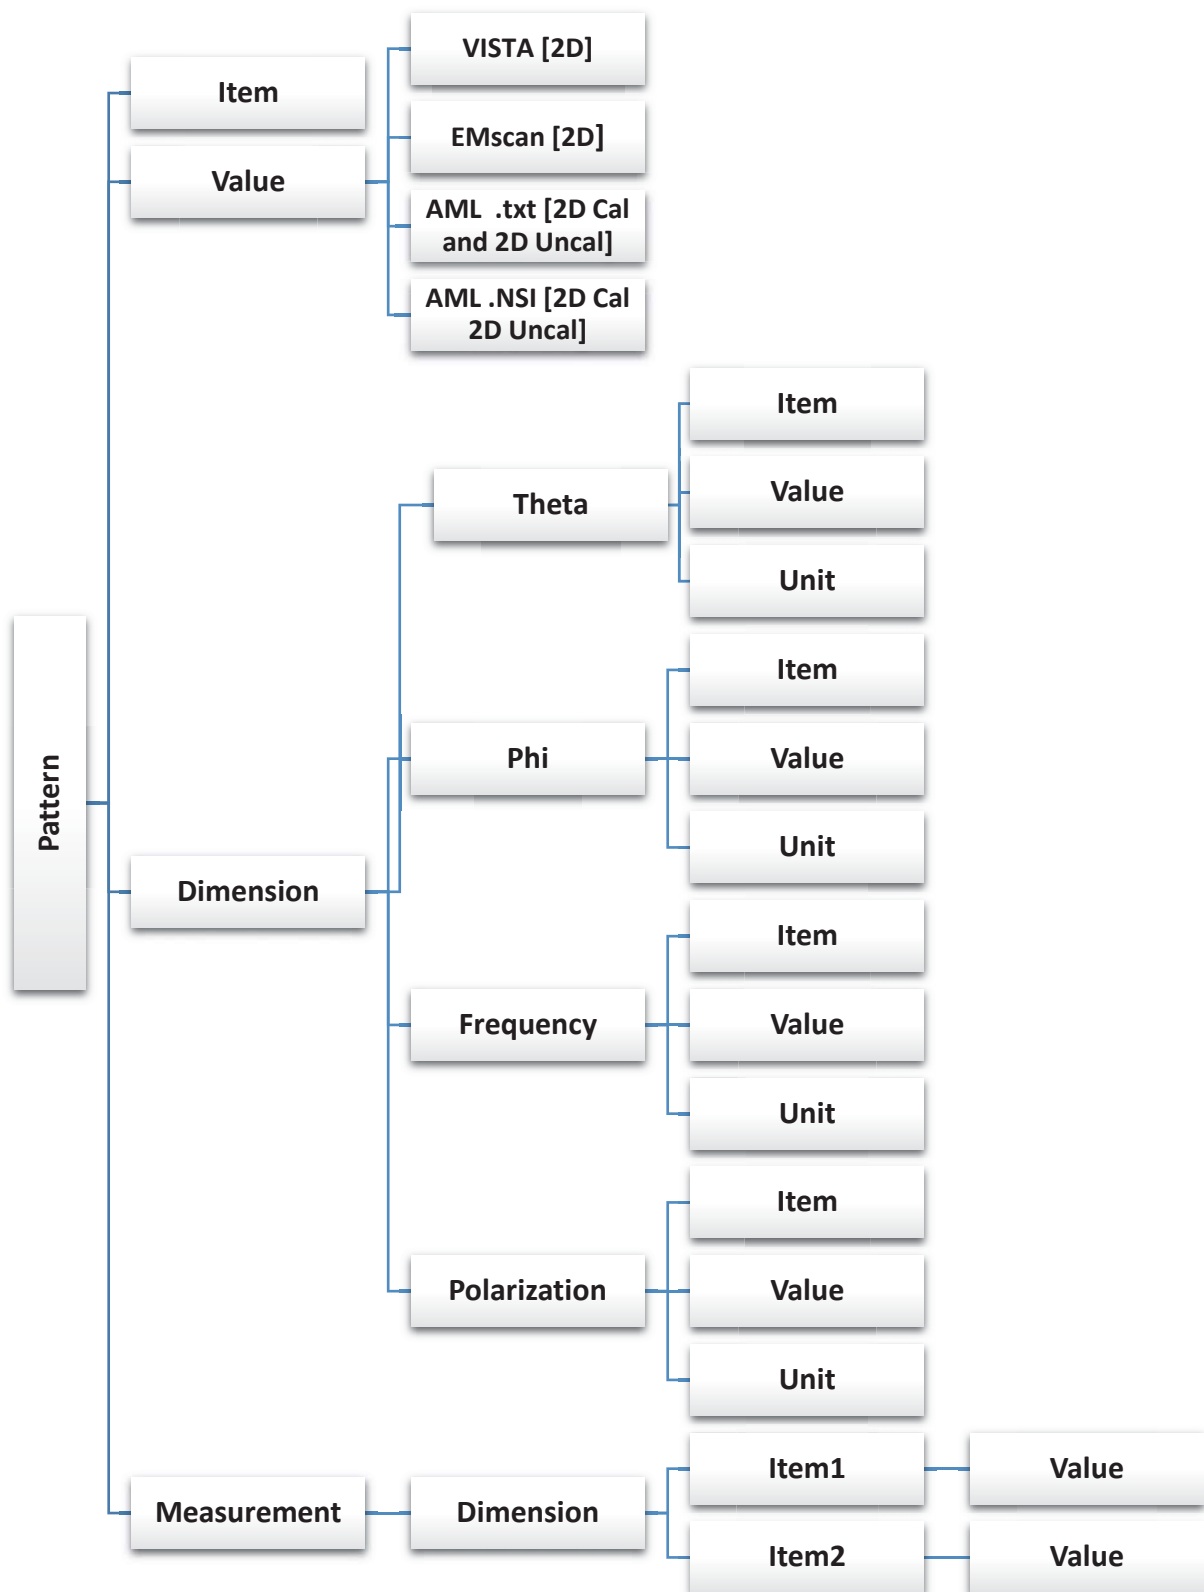 VISTA [2D]
Item
EMscan [2D]
Value
AML .txt [2D Cal
and 2D Uncal]
AML .NSI [2D Cal
2D Uncal]
Item
Theta
Value
Unit
Item
Pattern
Phi
Value
Unit
Dimension
Item
Frequency
Value
Unit
Item
Polarization
Value
Unit
Measurement
Dimension
Item1
Value
Item2
Value